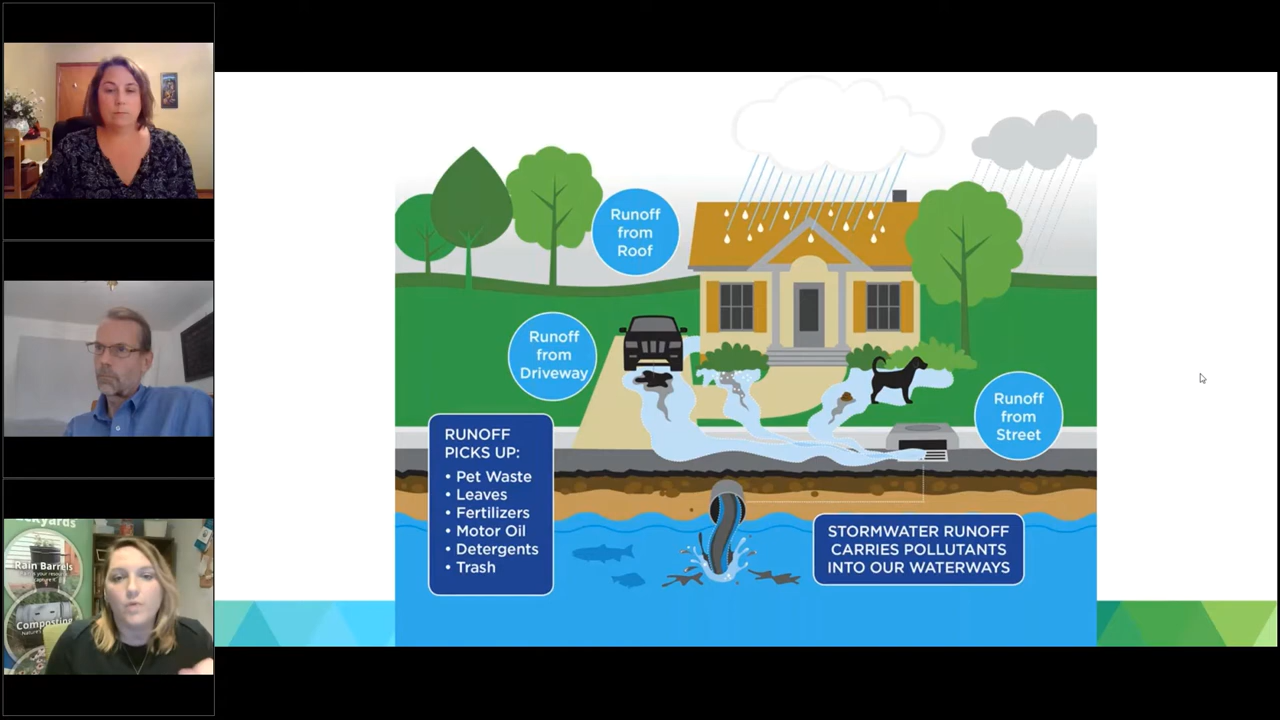 Runoff
from
Roof
Runoff
from
Driveway
Runoff
from
Street
RUNOFF
PICKS UP:
• Pet Waste
• Leaves
• Fertilizers
• Motor Oil
• Detergents
• Trash
STORMWATER RUNOFF
CARRIES POLLUTANTS
INTO OUR WATERWAYS
Rain Barrels
Composting